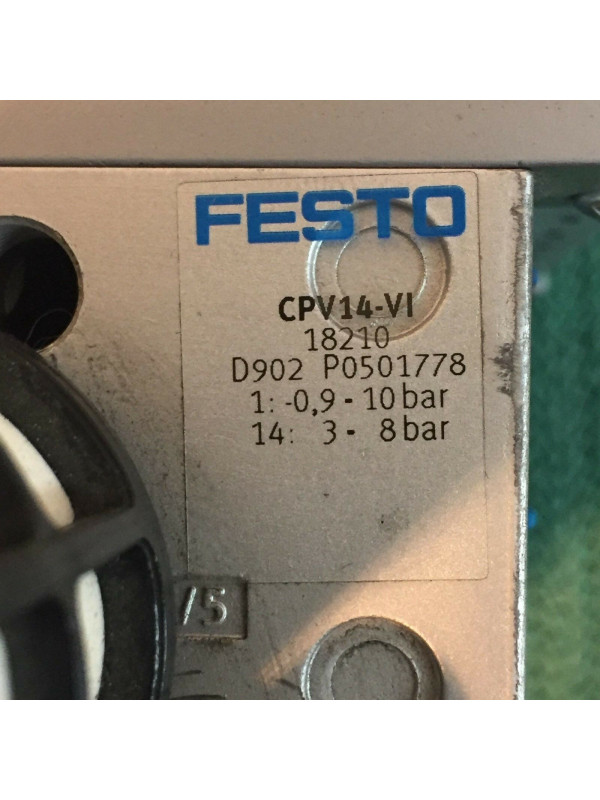 FESTO
CPV14-VI
18210
D902 P0501778
1: -0,9 - 10 bar
14: 3 - 8 bar
/5